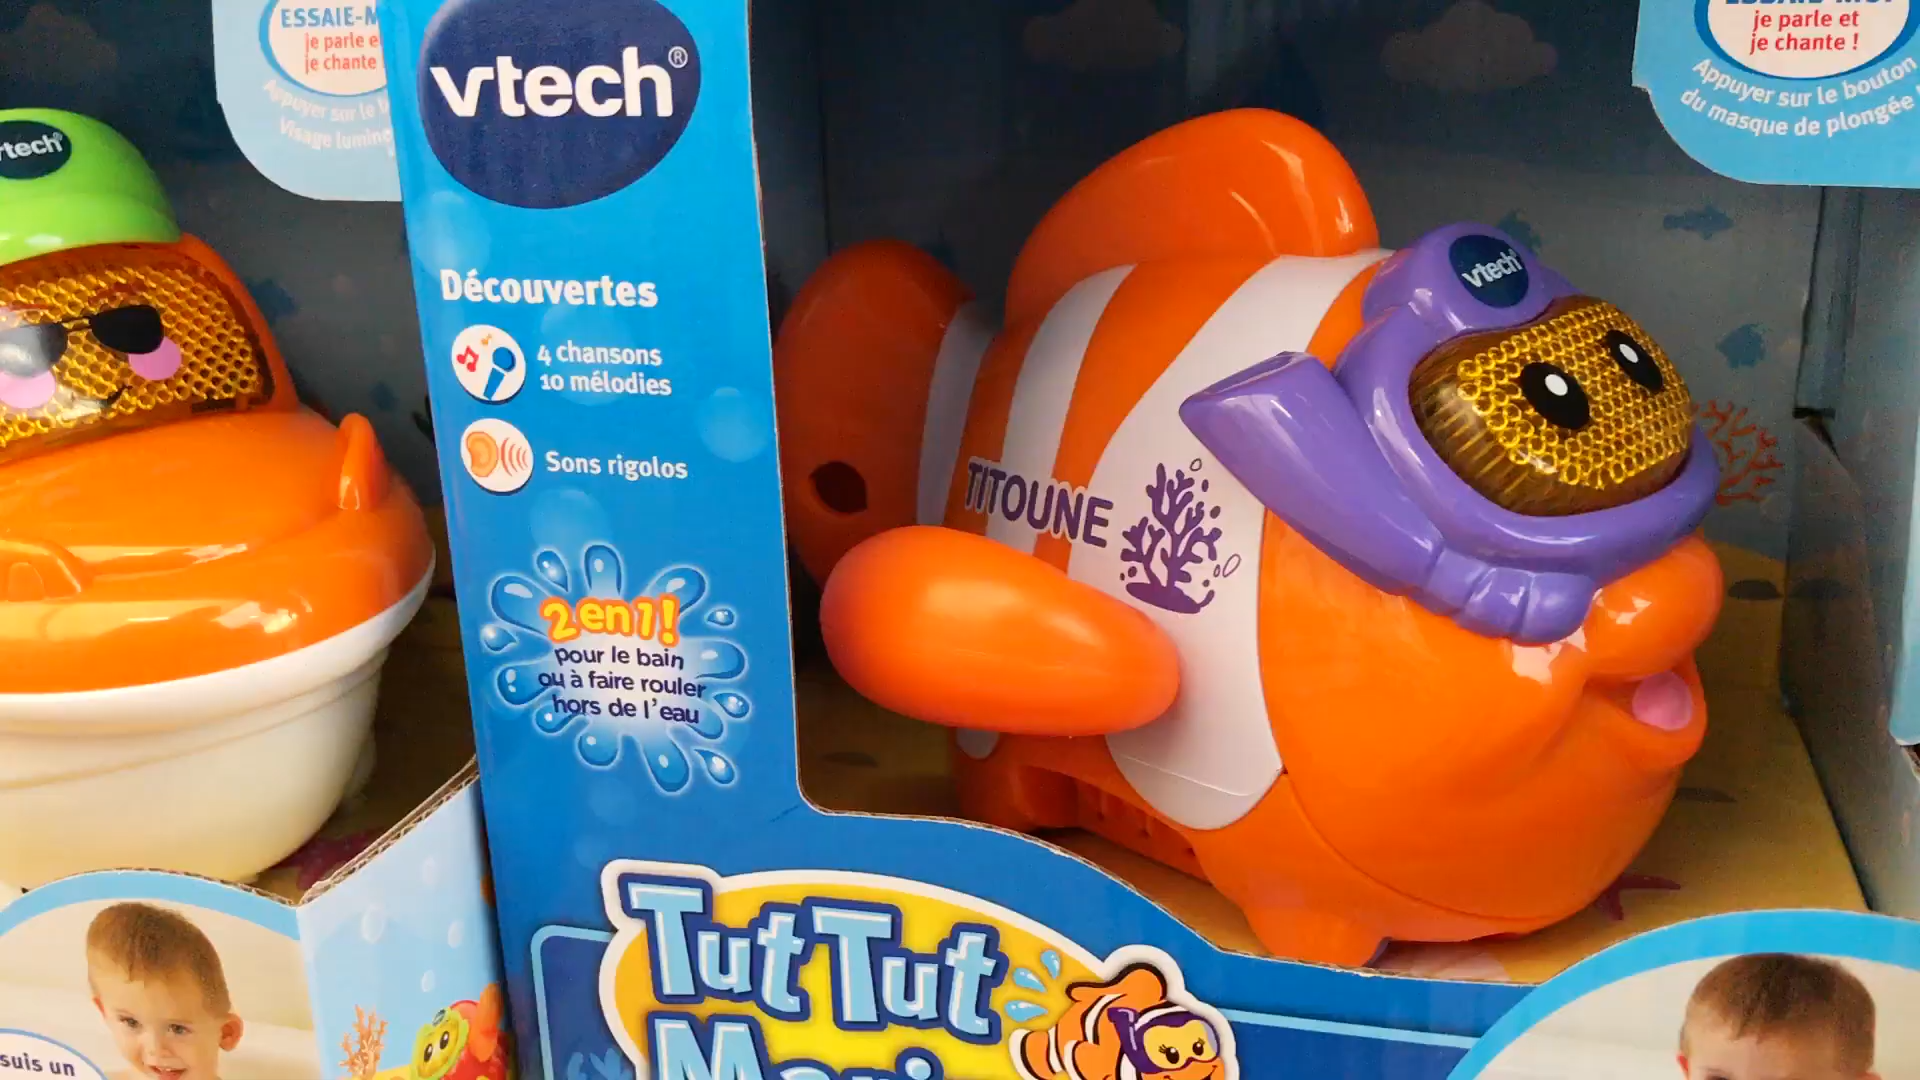 ESSAIE-M
je parle e
je chante
Appuyer sur le
Visage lumine
vtech
vtech®
Découvertes
4 chansons
10 mélodies
Sons rigolos
2 en 1!
pour le bain
ou à faire rouler
hors de l'eau
Tut Tut
je parle et
je chante !
Appuyer sur le bouton
du masque de plongée
vtech
TITOUNE
suis un